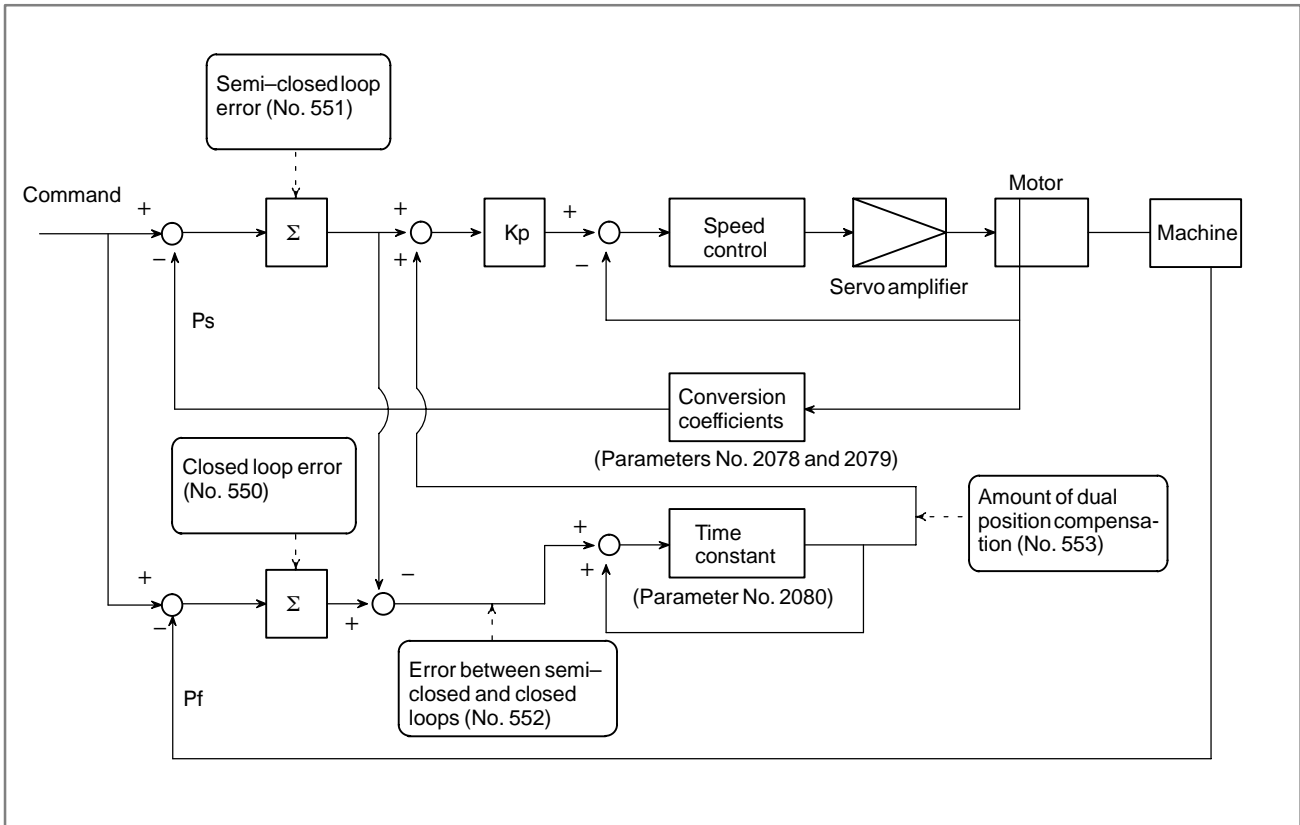 Semi–closed loop
error (No. 551)
Command
+
−
Σ
+
+
Kp
+
−
Speed
control
Servo amplifier
Motor
Machine
Ps
Conversion
coefficients
(Parameters No. 2078 and 2079)
Closed loop error
(No. 550)
+
−
Σ
+
−
+
+
Time
constant
(Parameter No. 2080)
Amount of dual
position compensa-
tion (No. 553)
Error between semi–
closed and closed
loops (No. 552)
Pf